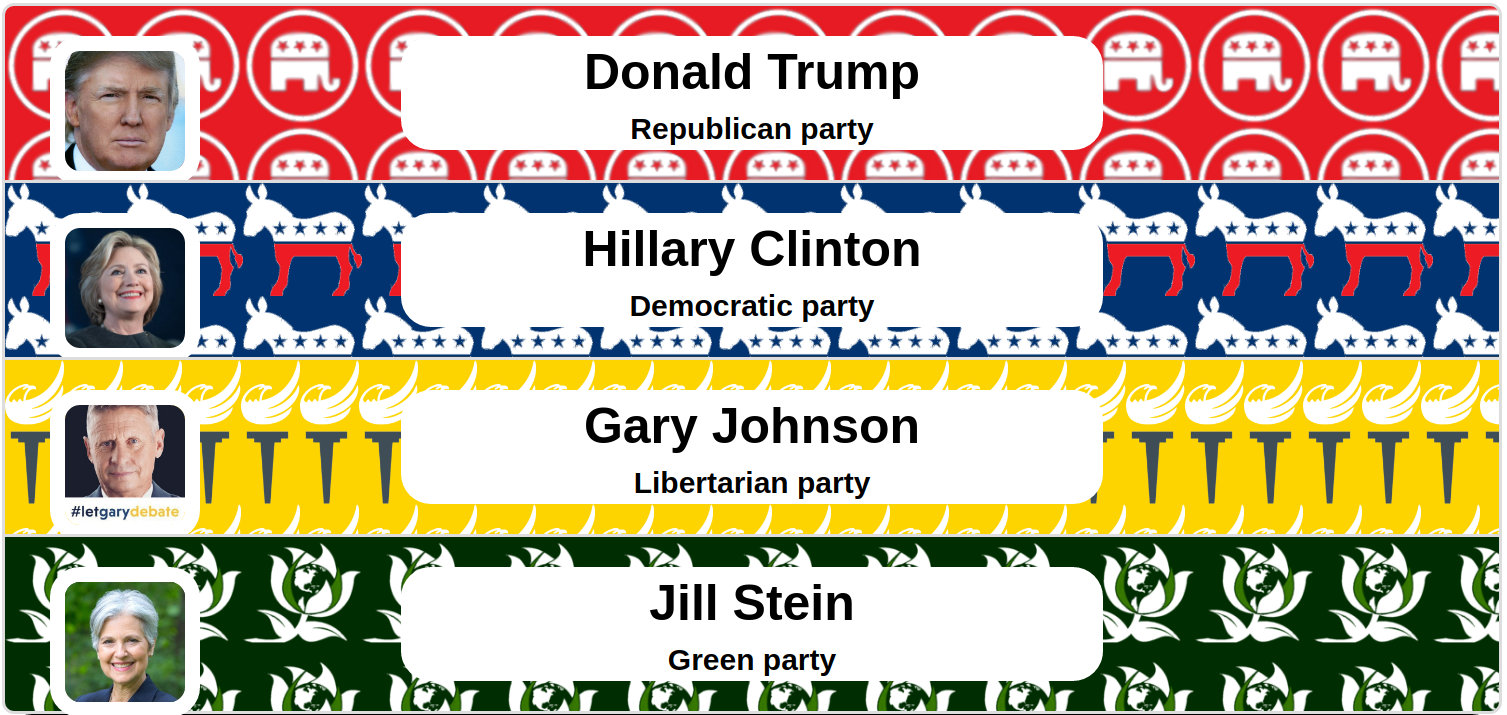 Donald Trump
Republican party
Hillary Clinton
Democratic party
Gary Johnson
Libertarian party
#letgarydebate
Jill Stein
Green party